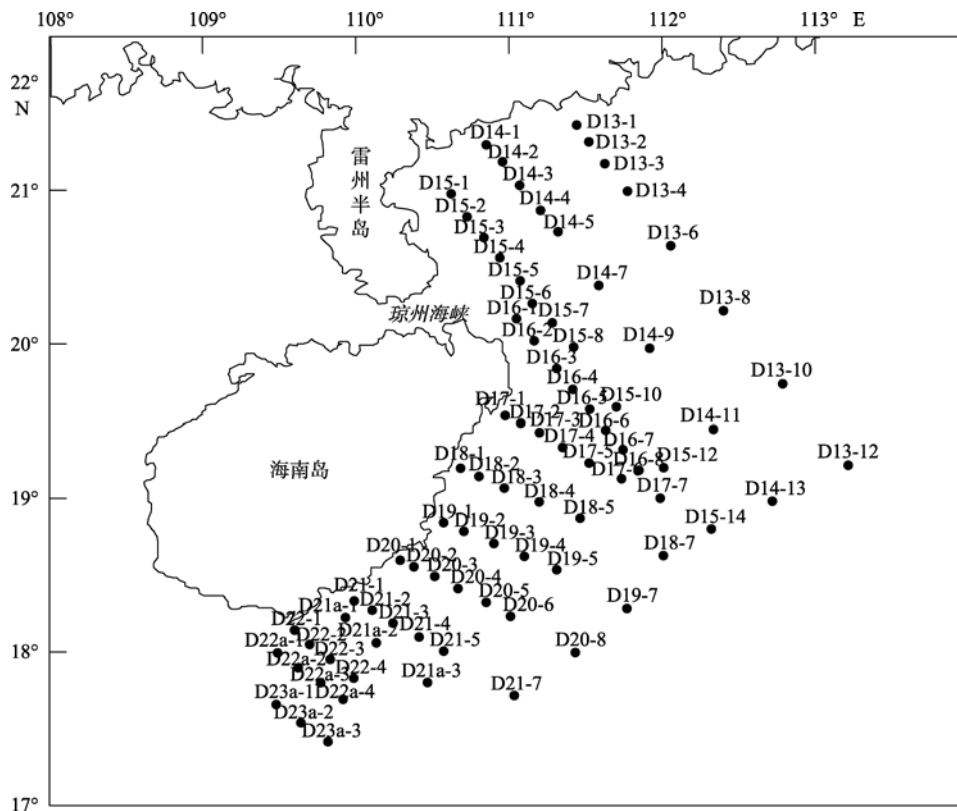 108° 109° 110° 111° 112° 113° E
22°
N
21°
20°
19°
18°
17°
雷州半岛
琼州海峡
海南岛
D13-1
D13-2
D13-3
D13-4
D13-6
D13-8
D13-10
D13-12
D14-1
D14-2
D14-3
D14-4
D14-5
D14-7
D14-9
D14-11
D14-13
D15-1
D15-2
D15-3
D15-4
D15-5
D15-6
D15-7
D15-8
D15-10
D15-12
D15-14
D16-1
D16-2
D16-3
D16-4
D16-5
D16-6
D16-7
D16-8
D17-1
D17-2
D17-3
D17-4
D17-5
D17-6
D17-7
D18-1
D18-2
D18-3
D18-4
D18-5
D18-7
D19-1
D19-2
D19-3
D19-4
D19-5
D19-7
D20-1
D20-2
D20-3
D20-4
D20-5
D20-6
D20-8
D21-1
D21-2
D21-3
D21-4
D21-5
D21-7
D21a-1
D21a-2
D21a-3
D22-1
D22-2
D22-3
D22-4
D22a-1
D22a-2
D22a-3
D22a-4
D23a-1
D23a-2
D23a-3